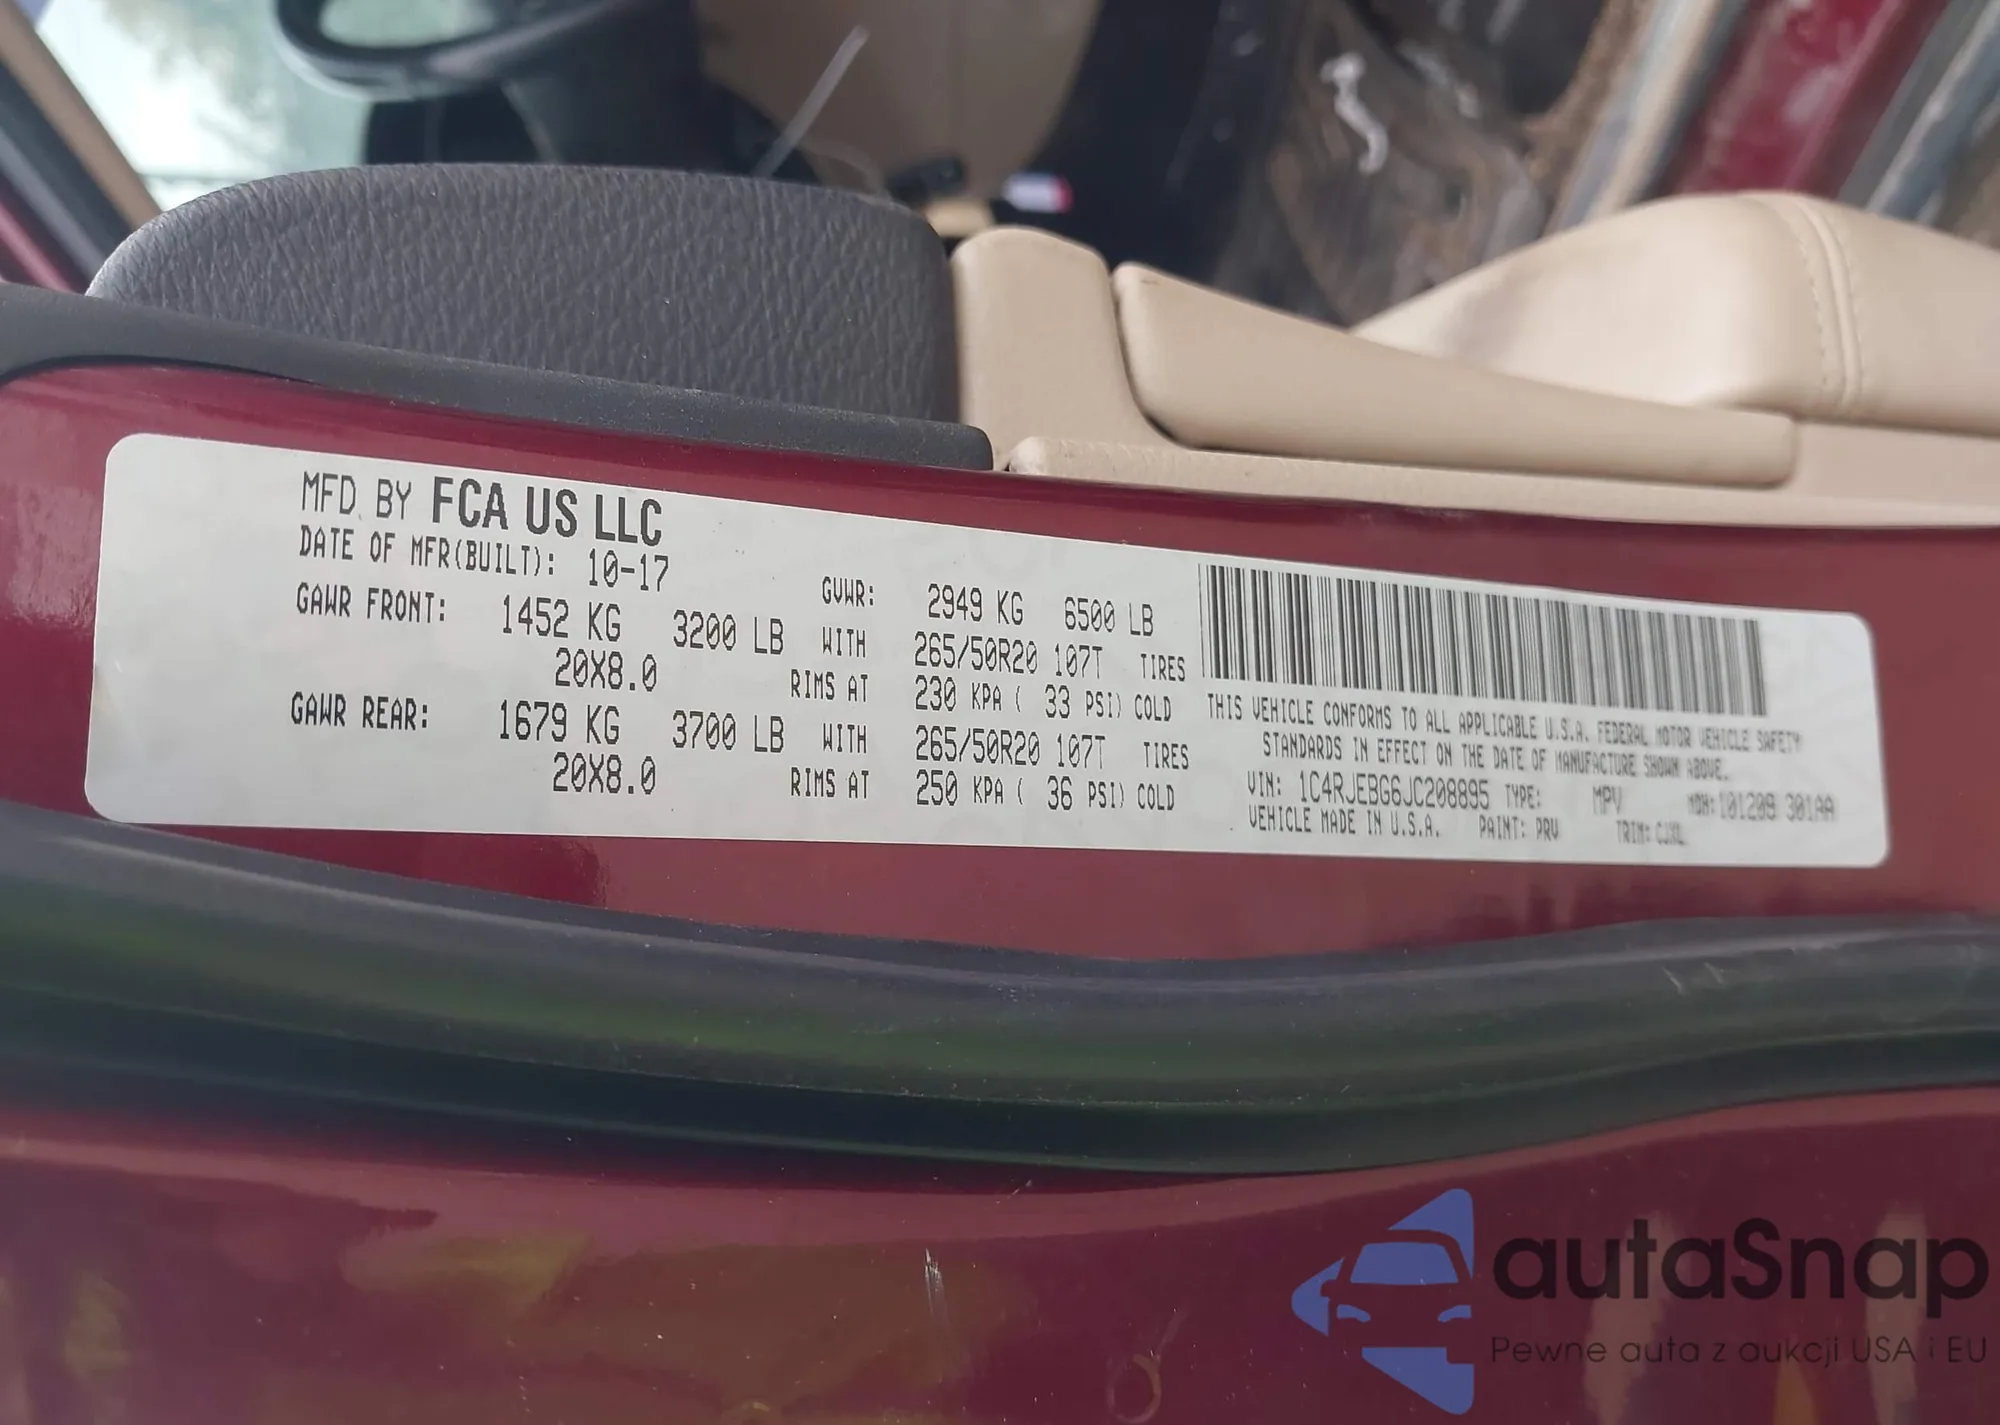 MFD BY FCA US LLC
DATE OF MFR(BUILT): 10-17
GVWR: 2949 KG 6500 LB
GAWR FRONT: 1452 KG 3200 LB WITH 265/50R20 107T TIRES
20X8.0 RIMS AT 230 KPA ( 33 PSI) COLD
GAWR REAR: 1679 KG 3700 LB WITH 265/50R20 107T TIRES
20X8.0 RIMS AT 250 KPA ( 36 PSI) COLD
THIS VEHICLE CONFORMS TO ALL APPLICABLE U.S.A. FEDERAL MOTOR VEHICLE SAFETY
STANDARDS IN EFFECT ON THE DATE OF MANUFACTURE SHOWN ABOVE.
VIN: 1C4RJEBG6JC208895 TYPE: MPV MDH:101209 301AA
VEHICLE MADE IN U.S.A. PAINT: PRV TRIM:
autaSnap
Pewne auta z aukcji USA i EU